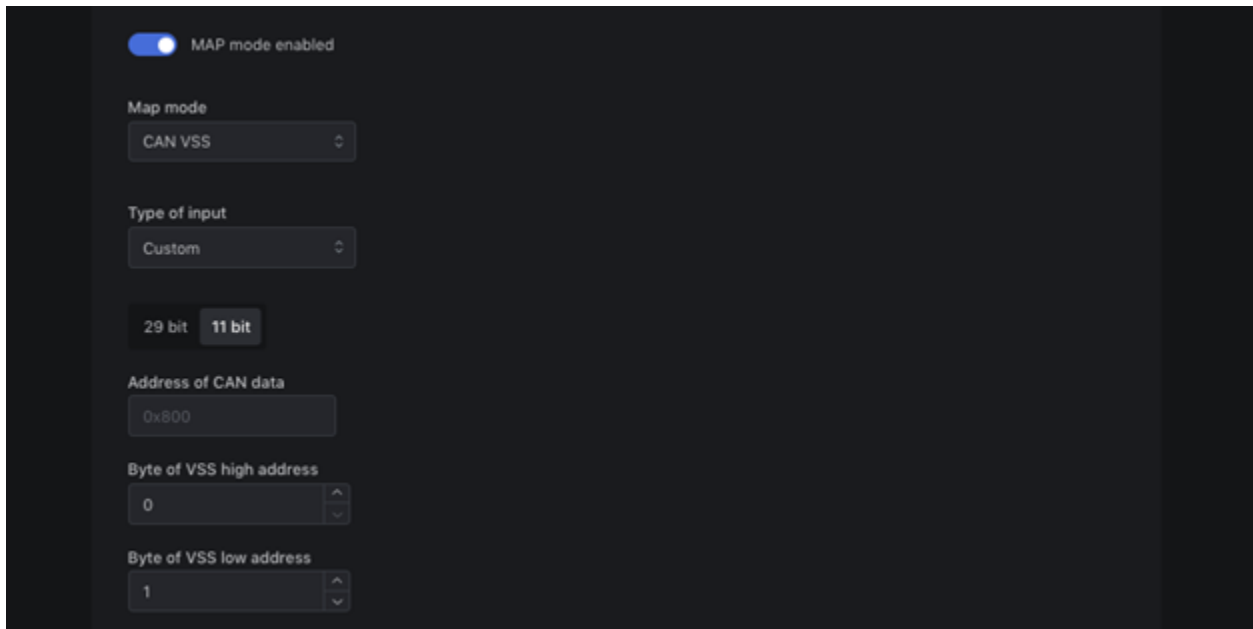 MAP mode enabled
Map mode
CAN VSS
Type of input
Custom
29 bit 11 bit
Address of CAN data
0x800
Byte of VSS high address
0
Byte of VSS low address
1